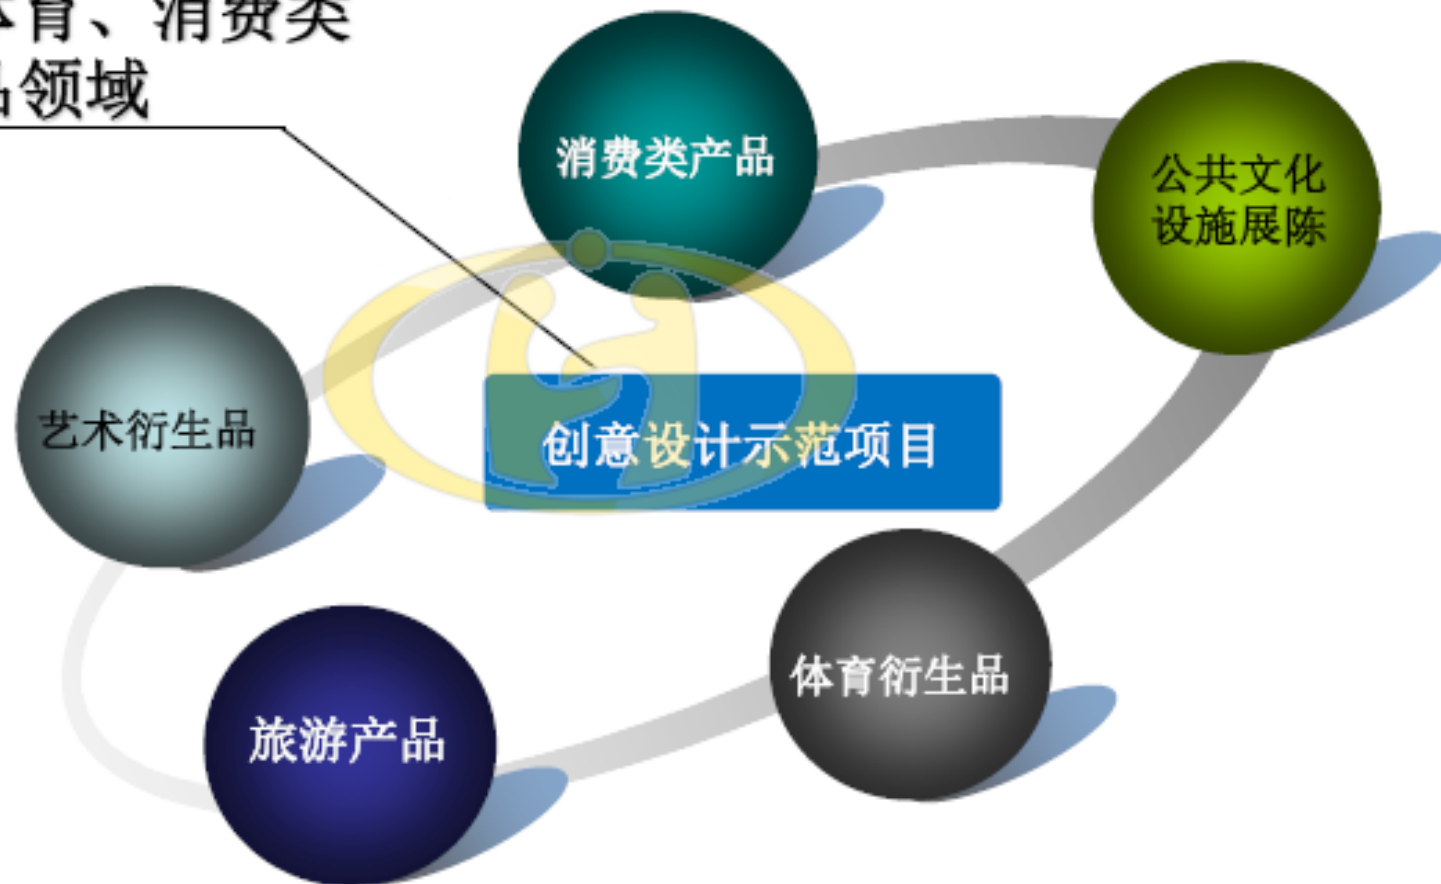 体育、消费类
品领域
消费类产品
公共文化
设施展陈
艺术衍生品
创意设计示范项目
体育衍生品
旅游产品